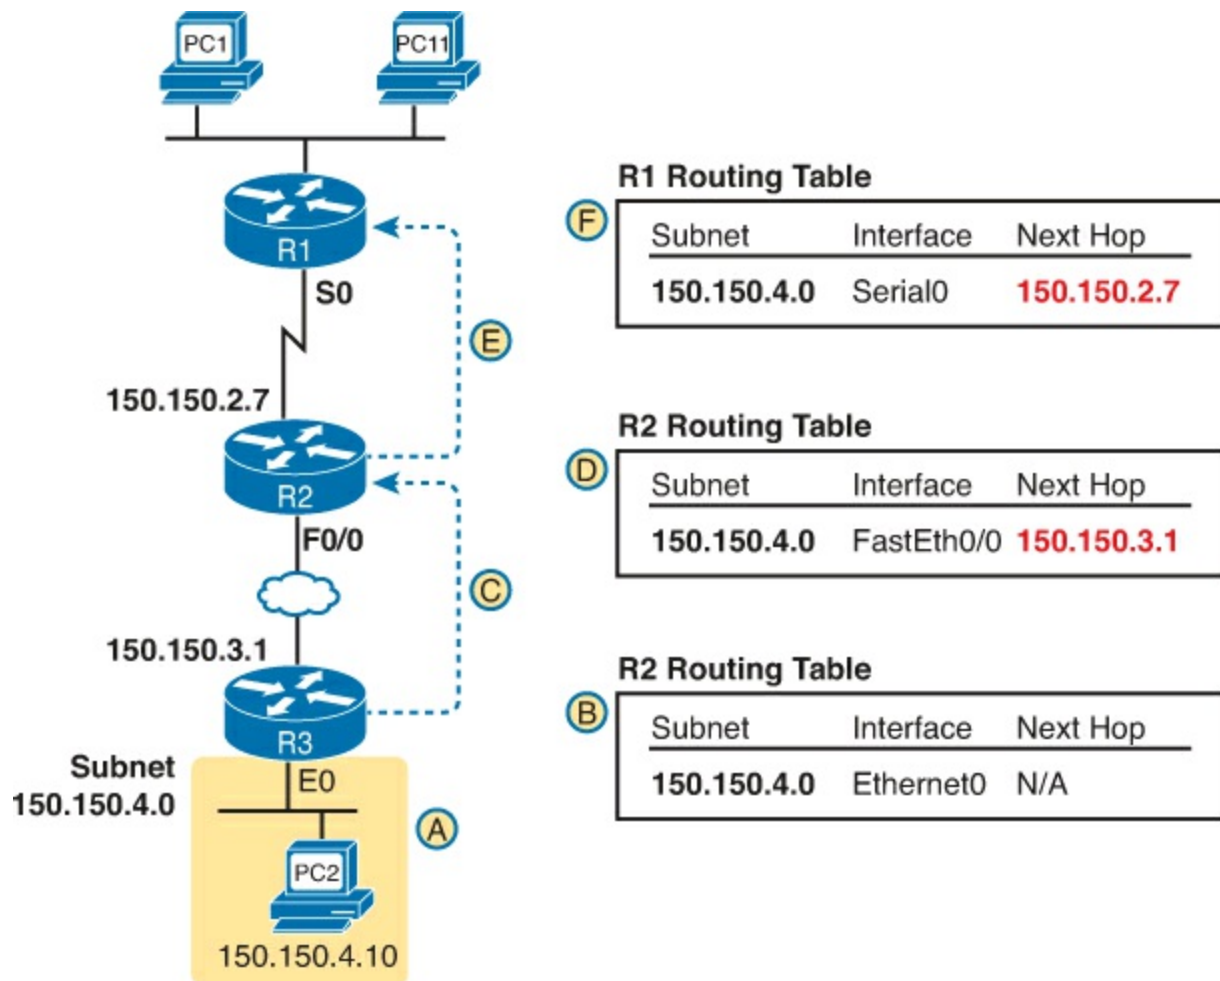 PC1
PC11
R1
S0
E
150.150.2.7
R2
F0/0
C
150.150.3.1
R3
Subnet
150.150.4.0
E0
A
PC2
150.150.4.10
R1 Routing Table
F
Subnet Interface Next Hop
150.150.4.0 Serial0 150.150.2.7
R2 Routing Table
D
Subnet Interface Next Hop
150.150.4.0 FastEth0/0 150.150.3.1
R2 Routing Table
B
Subnet Interface Next Hop
150.150.4.0 Ethernet0 N/A